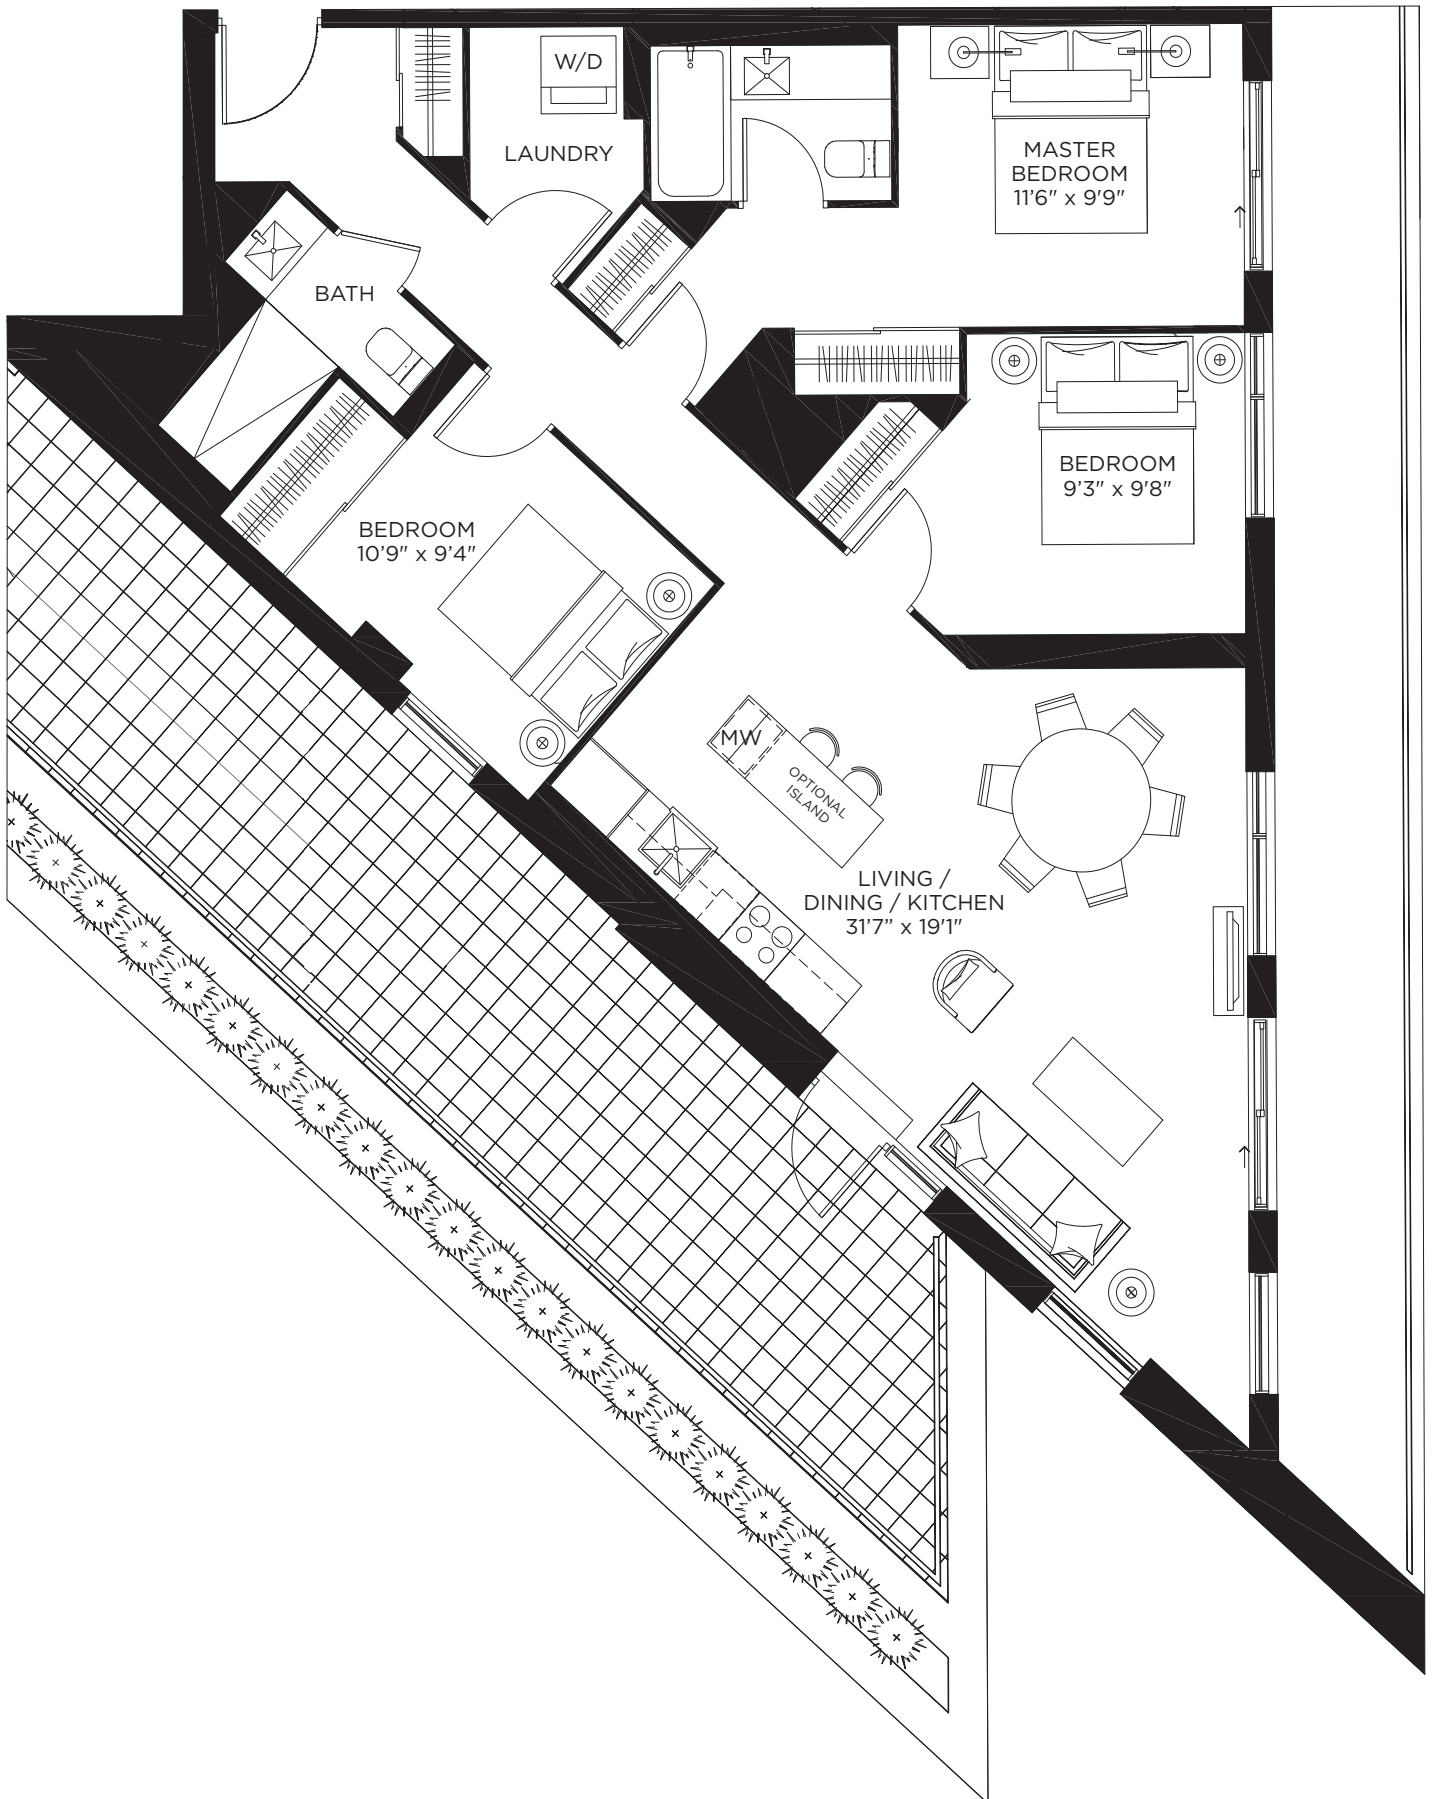 W/D
LAUNDRY
MASTER
BEDROOM
11'6" x 9'9"
BATH
BEDROOM
9'3" x 9'8"
BEDROOM
10’9" x 9’4"
MW
OPTIONAL
ISLAND
LIVING /
DINING / KITCHEN
31’7” x 19’1"